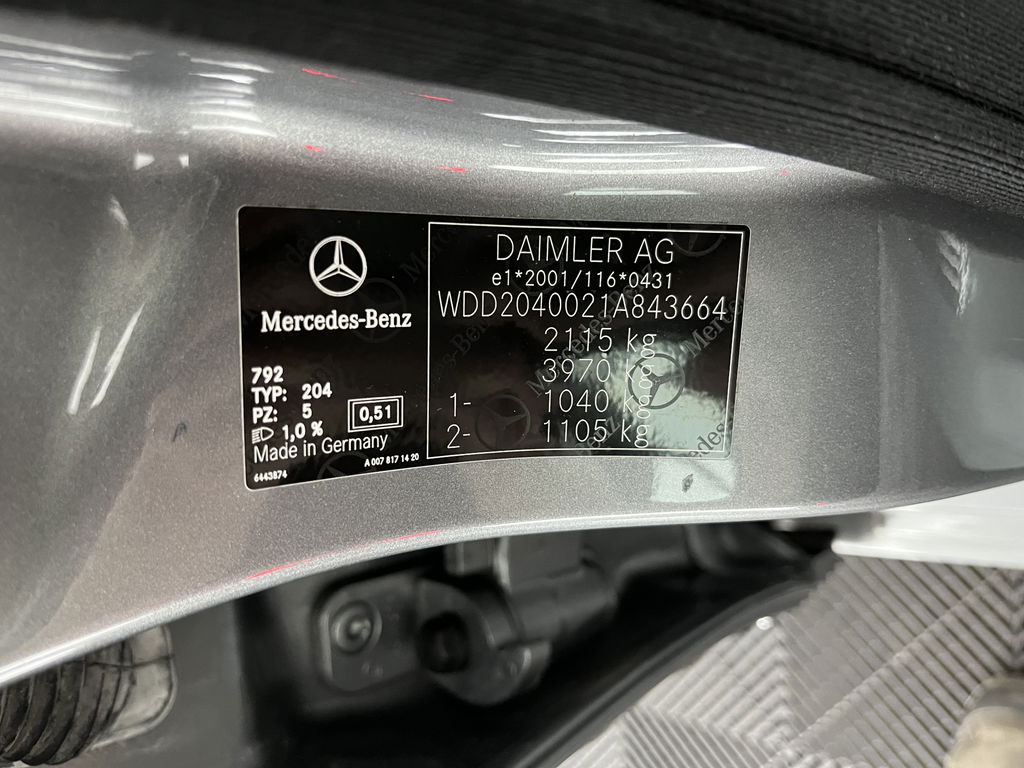 Mercedes-Benz
792
TYP: 204
PZ: 5
0,51
1,0 %
Made in Germany
A 007 817 14 20
6443874
DAIMLER AG
e1*2001/116*0431
WDD2040021A843664
2115 kg
3970 kg
1- 1040 kg
2- 1105 kg